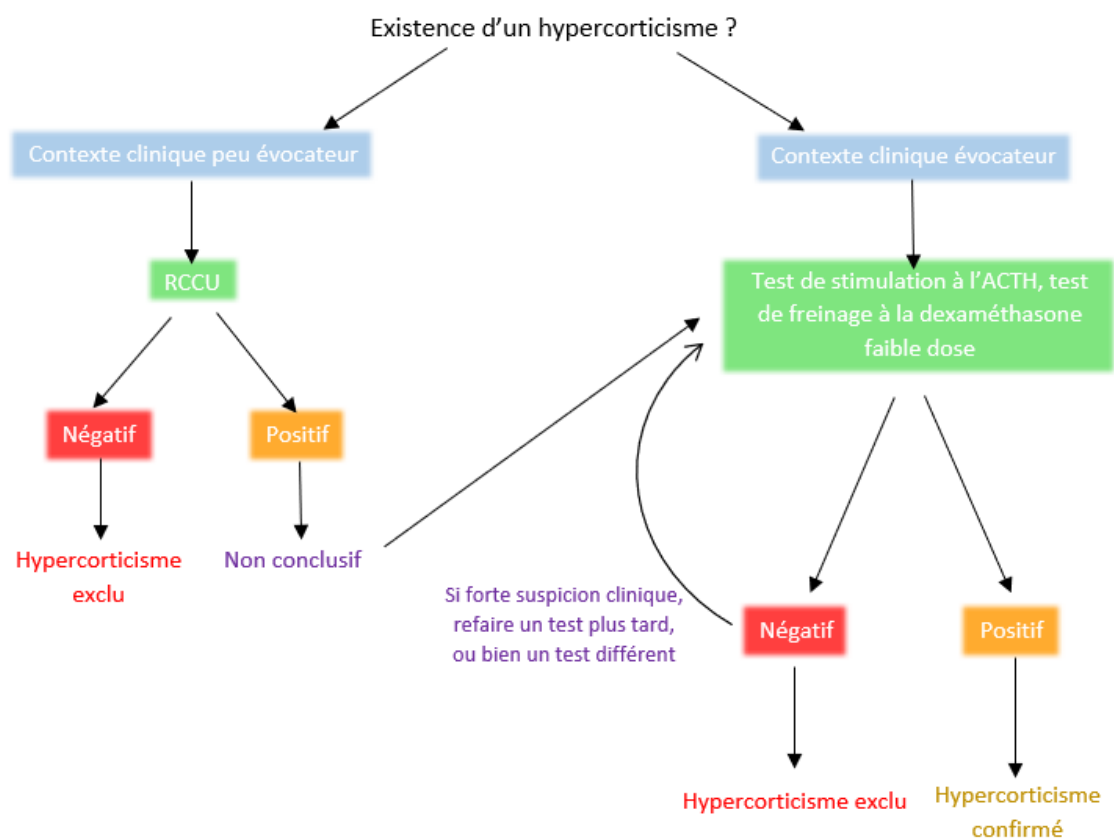 Existence d'un hypercorticisme ?
Contexte clinique peu évocateur
Contexte clinique évocateur
RCCU
Test de stimulation à l'ACTH, test
de freinage à la dexaméthasone
faible dose
Négatif
Positif
Hypercorticisme
exclu
Non conclusif
Si forte suspicion clinique,
refaire un test plus tard,
ou bien un test différent
Négatif
Positif
Hypercorticisme exclu
Hypercorticisme
confirmé